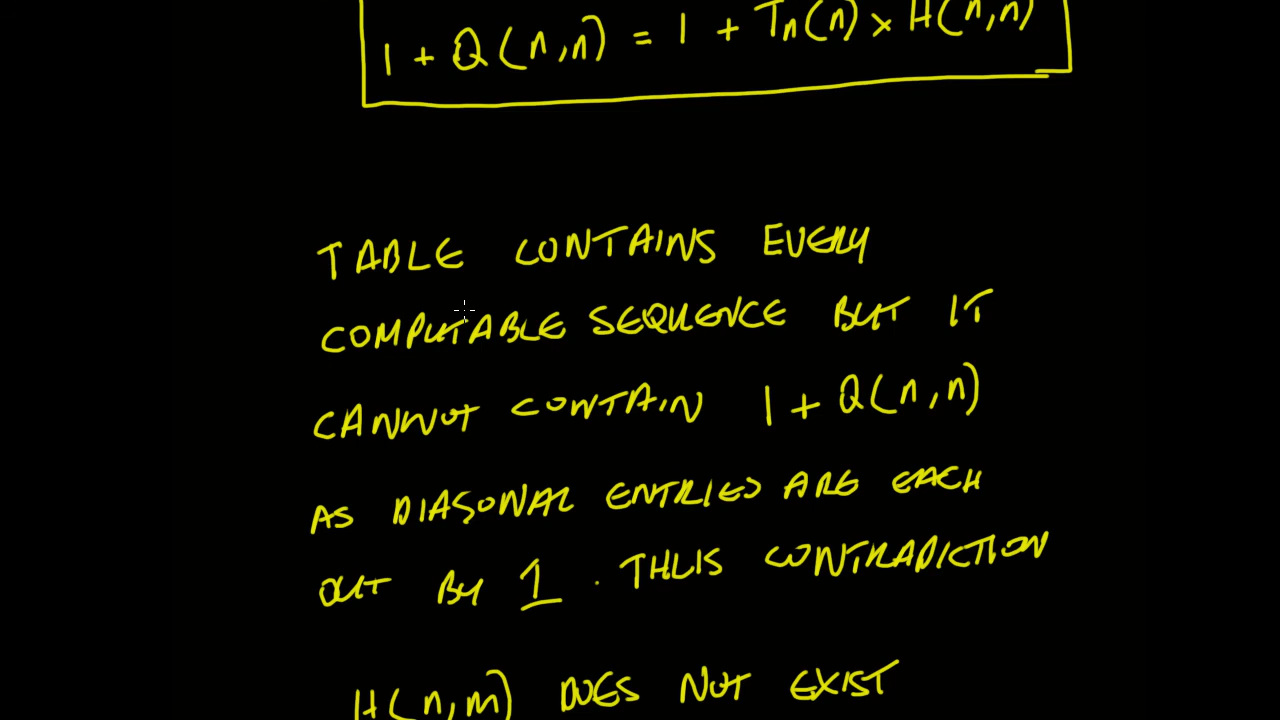 1 + Q(n,n) = 1 + Tn(n) × H(n,n)
TABLE CONTAINS EVERY
COMPUTABLE SEQUENCE BUT IT
CANNOT CONTAIN 1 + Q(n,n)
AS DIAGONAL ENTRIES ARE EACH
OUT BY 1 . THUS CONTRADICTION
H(n,m) DOES NOT EXIST